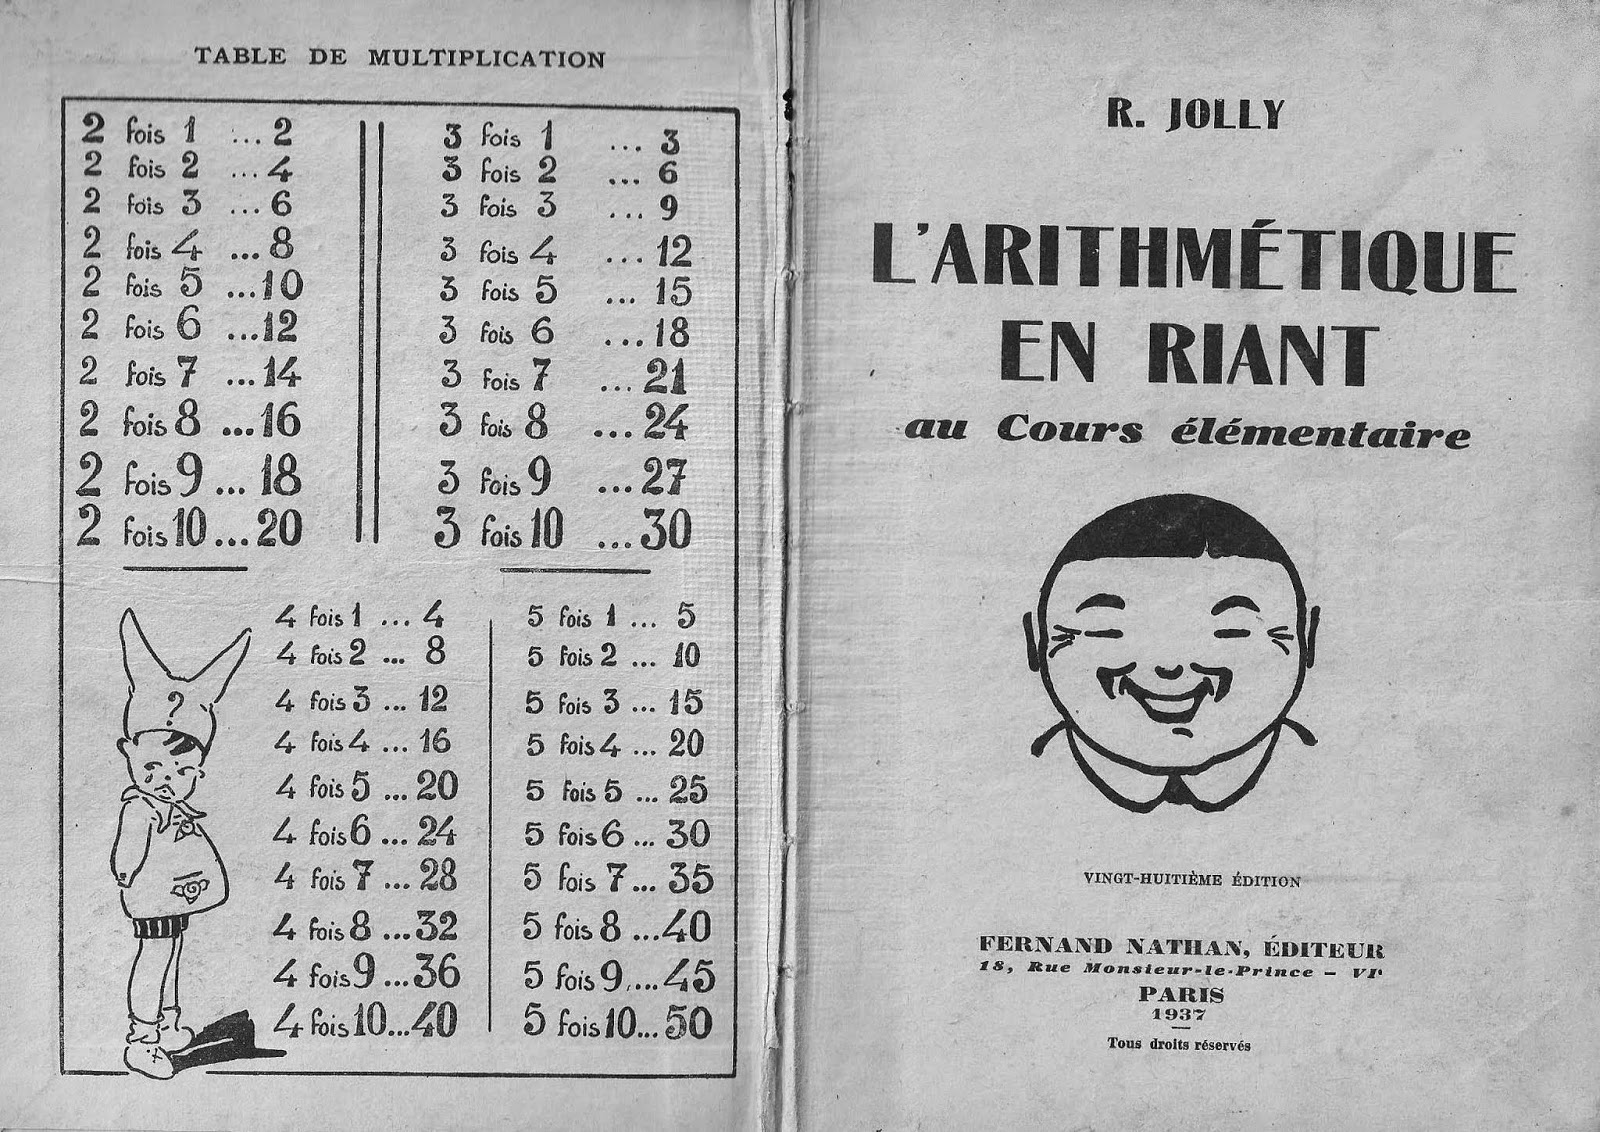 TABLE DE MULTIPLICATION
2 fois 1 ... 2
2 fois 2 ... 4
2 fois 3 ... 6
2 fois 4 ... 8
2 fois 5 ... 10
2 fois 6 ... 12
2 fois 7 ... 14
2 fois 8 ... 16
2 fois 9 ... 18
2 fois 10 ... 20
3 fois 1 ... 3
3 fois 2 ... 6
3 fois 3 ... 9
3 fois 4 ... 12
3 fois 5 ... 15
3 fois 6 ... 18
3 fois 7 ... 21
3 fois 8 ... 24
3 fois 9 ... 27
3 fois 10 ... 30
?
4 fois 1 ... 4
4 fois 2 ... 8
4 fois 3 ... 12
4 fois 4 ... 16
4 fois 5 ... 20
4 fois 6 ... 24
4 fois 7 ... 28
4 fois 8 ... 32
4 fois 9 ... 36
4 fois 10 ... 40
5 fois 1 ... 5
5 fois 2 ... 10
5 fois 3 ... 15
5 fois 4 ... 20
5 fois 5 ... 25
5 fois 6 ... 30
5 fois 7 ... 35
5 fois 8 ... 40
5 fois 9 .... 45
5 fois 10 ... 50
R. JOLLY
L'ARITHMÉTIQUE
EN RIANT
au Cours élémentaire
VINGT-HUITIÈME ÉDITION
FERNAND NATHAN, ÉDITEUR
18, Rue Monsieur-le-Prince – VIᵉ
PARIS
1937
Tous droits réservés